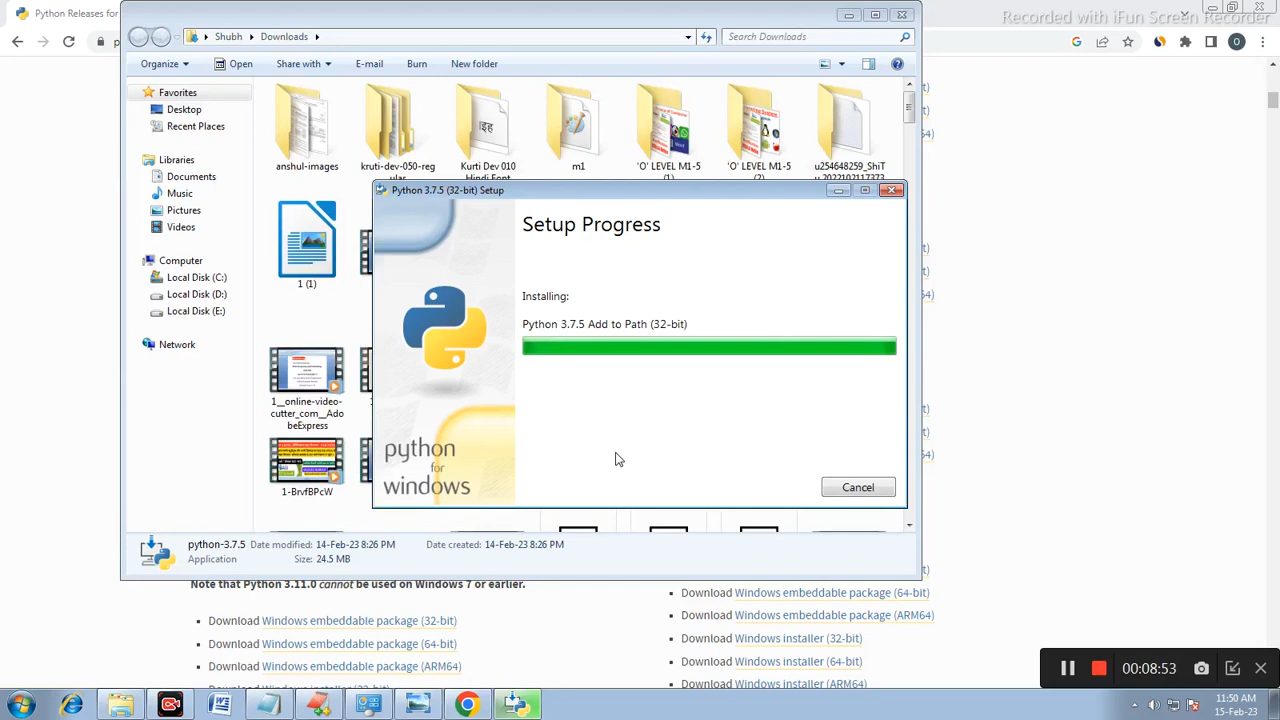 Python Releases for
Recorded with iFun Screen Recorder
Shubh
Downloads
Search Downloads
Organize
Open
Share with
E-mail
Burn
New folder
Favorites
Desktop
Recent Places
Libraries
Documents
Music
Pictures
Videos
Computer
Local Disk (C:)
Local Disk (D:)
Local Disk (E:)
Network
anshul-images
kruti-dev-050-reg
Kurti Dev 010
Hindi Font
m1
'O' LEVEL M1-5
(1)
'O' LEVEL M1-5
(2)
u254648259_ShiTu.2022102117373
1 (1)
1__online-video-
cutter_com__Ado
beExpress
1-BrvfBPcW
Python 3.7.5 (32-bit) Setup
Setup Progress
Installing:
Python 3.7.5 Add to Path (32-bit)
python
for
windows
Cancel
python-3.7.5 Date modified: 14-Feb-23 8:26 PM Date created: 14-Feb-23 8:26 PM
Application Size: 24.5 MB
Note that Python 3.11.0 cannot be used on Windows 7 or earlier.
Download Windows embeddable package (32-bit)
Download Windows embeddable package (64-bit)
Download Windows embeddable package (ARM64)
Download Windows embeddable package (64-bit)
Download Windows embeddable package (ARM64)
Download Windows installer (32-bit)
Download Windows installer (64-bit)
Download Windows installer (ARM64)
00:08:53
11:50 AM
15-Feb-23